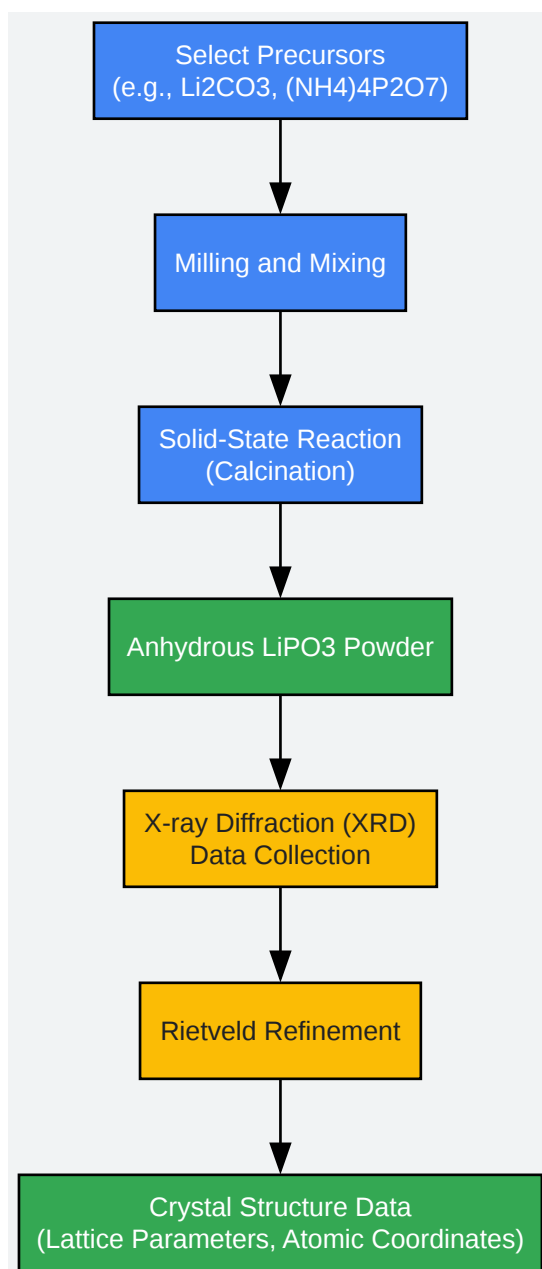 Select Precursors
(e.g., Li2CO3, (NH4)4P2O7)
Milling and Mixing
Solid-State Reaction
(Calcination)
Anhydrous LiPO3 Powder
X-ray Diffraction (XRD)
Data Collection
Rietveld Refinement
Crystal Structure Data
(Lattice Parameters, Atomic Coordinates)